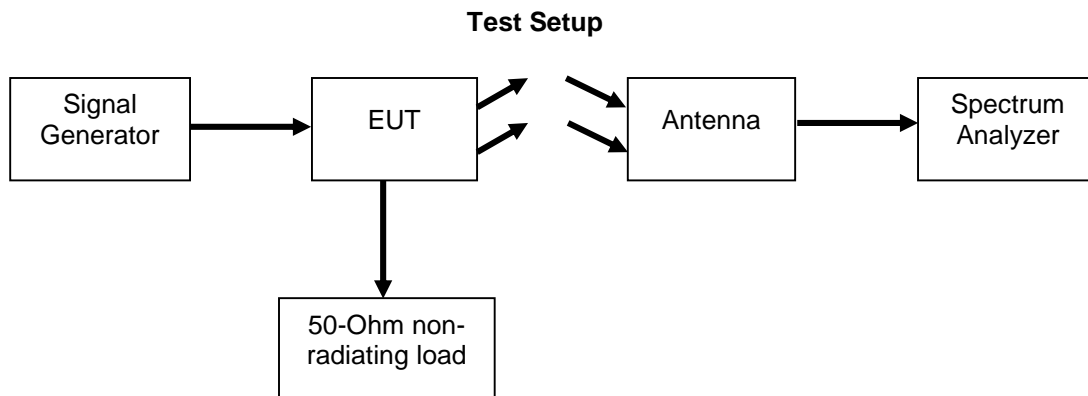 Test Setup
Signal
Generator
EUT
Antenna
Spectrum
Analyzer
50-Ohm non-
radiating load